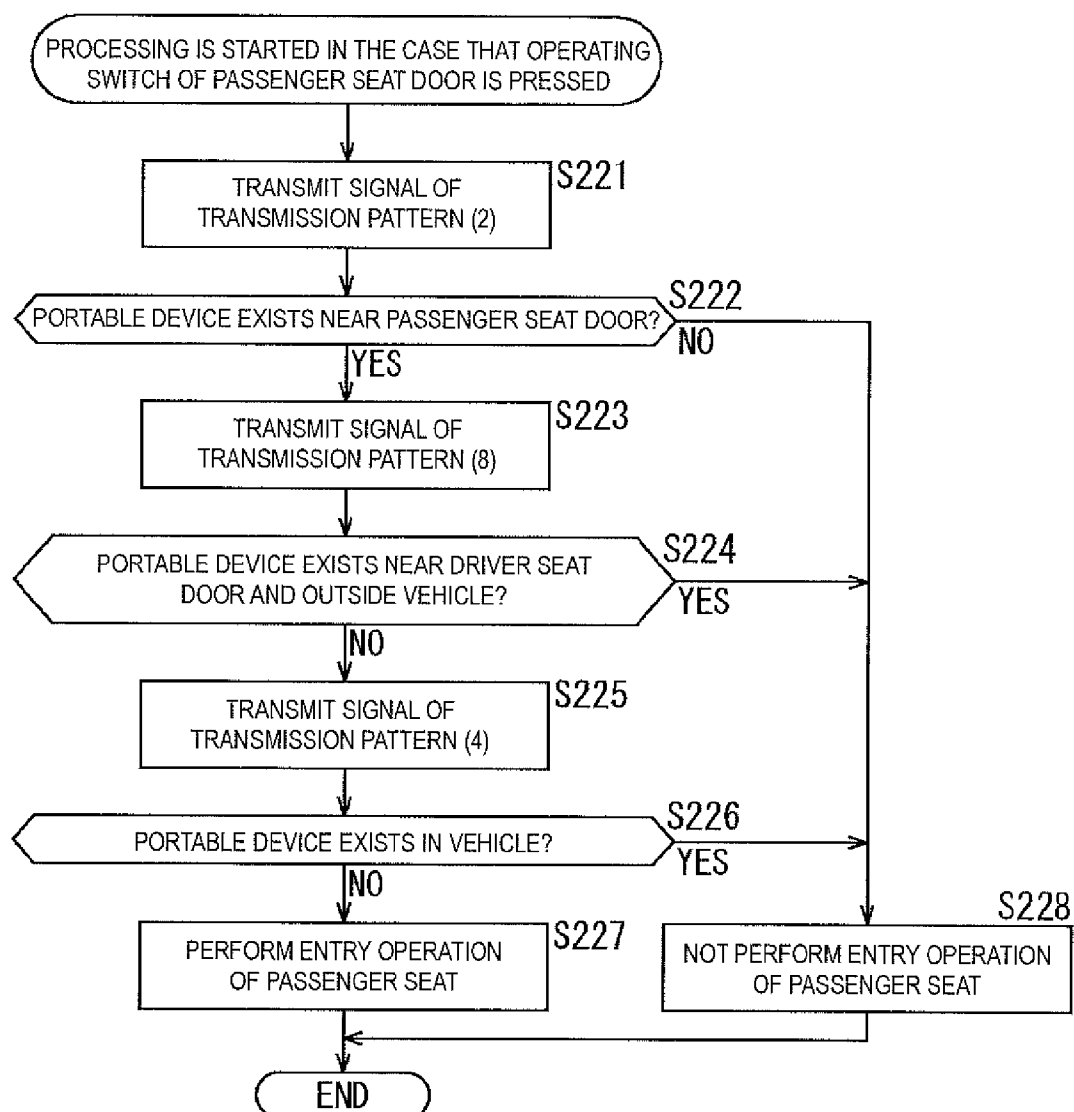 PROCESSING IS STARTED IN THE CASE THAT OPERATING
SWITCH OF PASSENGER SEAT DOOR IS PRESSED
S221
TRANSMIT SIGNAL OF
TRANSMISSION PATTERN (2)
S222
PORTABLE DEVICE EXISTS NEAR PASSENGER SEAT DOOR?
NO
YES
S223
TRANSMIT SIGNAL OF
TRANSMISSION PATTERN (8)
S224
PORTABLE DEVICE EXISTS NEAR DRIVER SEAT
DOOR AND OUTSIDE VEHICLE?
YES
NO
S225
TRANSMIT SIGNAL OF
TRANSMISSION PATTERN (4)
S226
PORTABLE DEVICE EXISTS IN VEHICLE?
YES
NO
S227
PERFORM ENTRY OPERATION
OF PASSENGER SEAT
S228
NOT PERFORM ENTRY OPERATION
OF PASSENGER SEAT
END